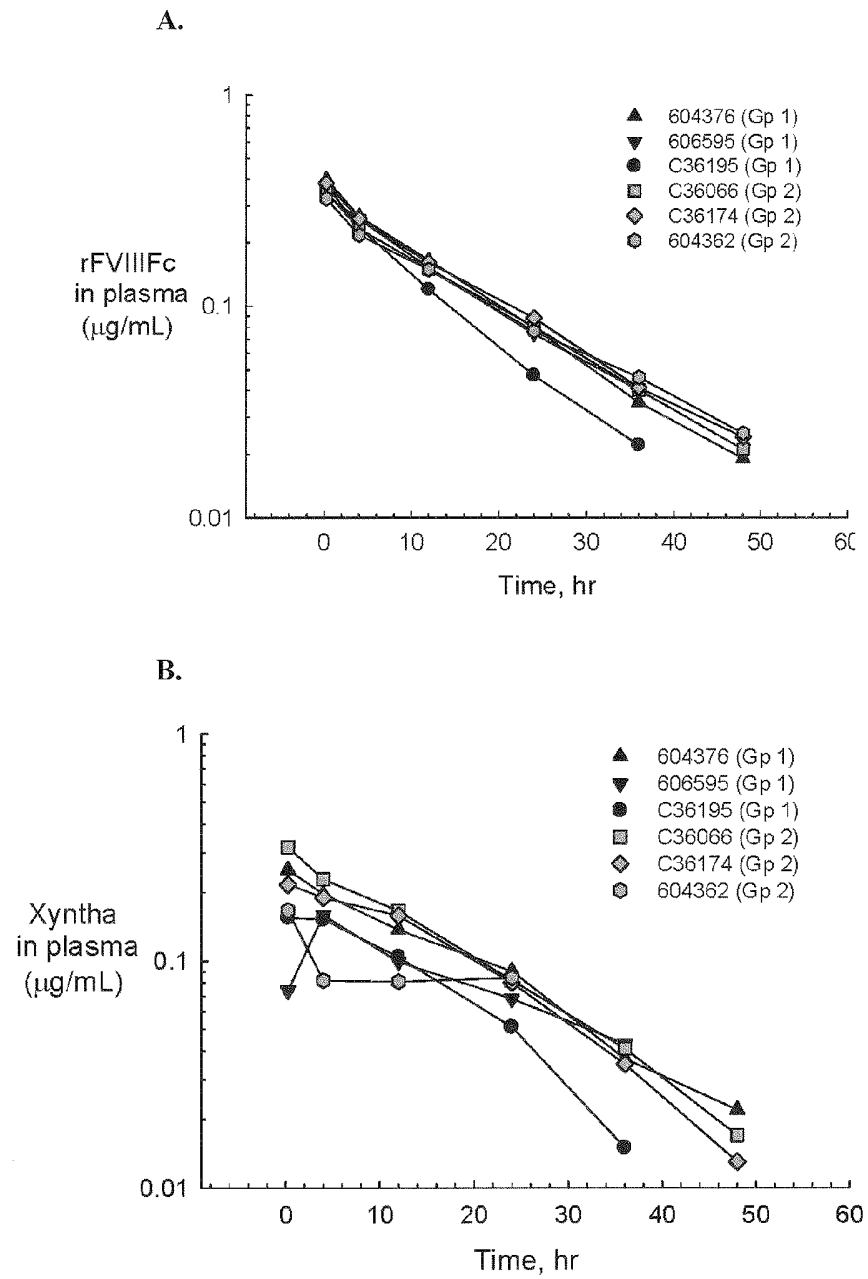 A.
1
0.1
0.01
rFVIIIFc
in plasma
(μg/mL)
604376 (Gp 1)
606595 (Gp 1)
C36195 (Gp 1)
C36066 (Gp 2)
C36174 (Gp 2)
604362 (Gp 2)
0 10 20 30 40 50 60
Time, hr
B.
1
0.1
0.01
Xyntha
in plasma
(μg/mL)
604376 (Gp 1)
606595 (Gp 1)
C36195 (Gp 1)
C36066 (Gp 2)
C36174 (Gp 2)
604362 (Gp 2)
0 10 20 30 40 50 60
Time, hr